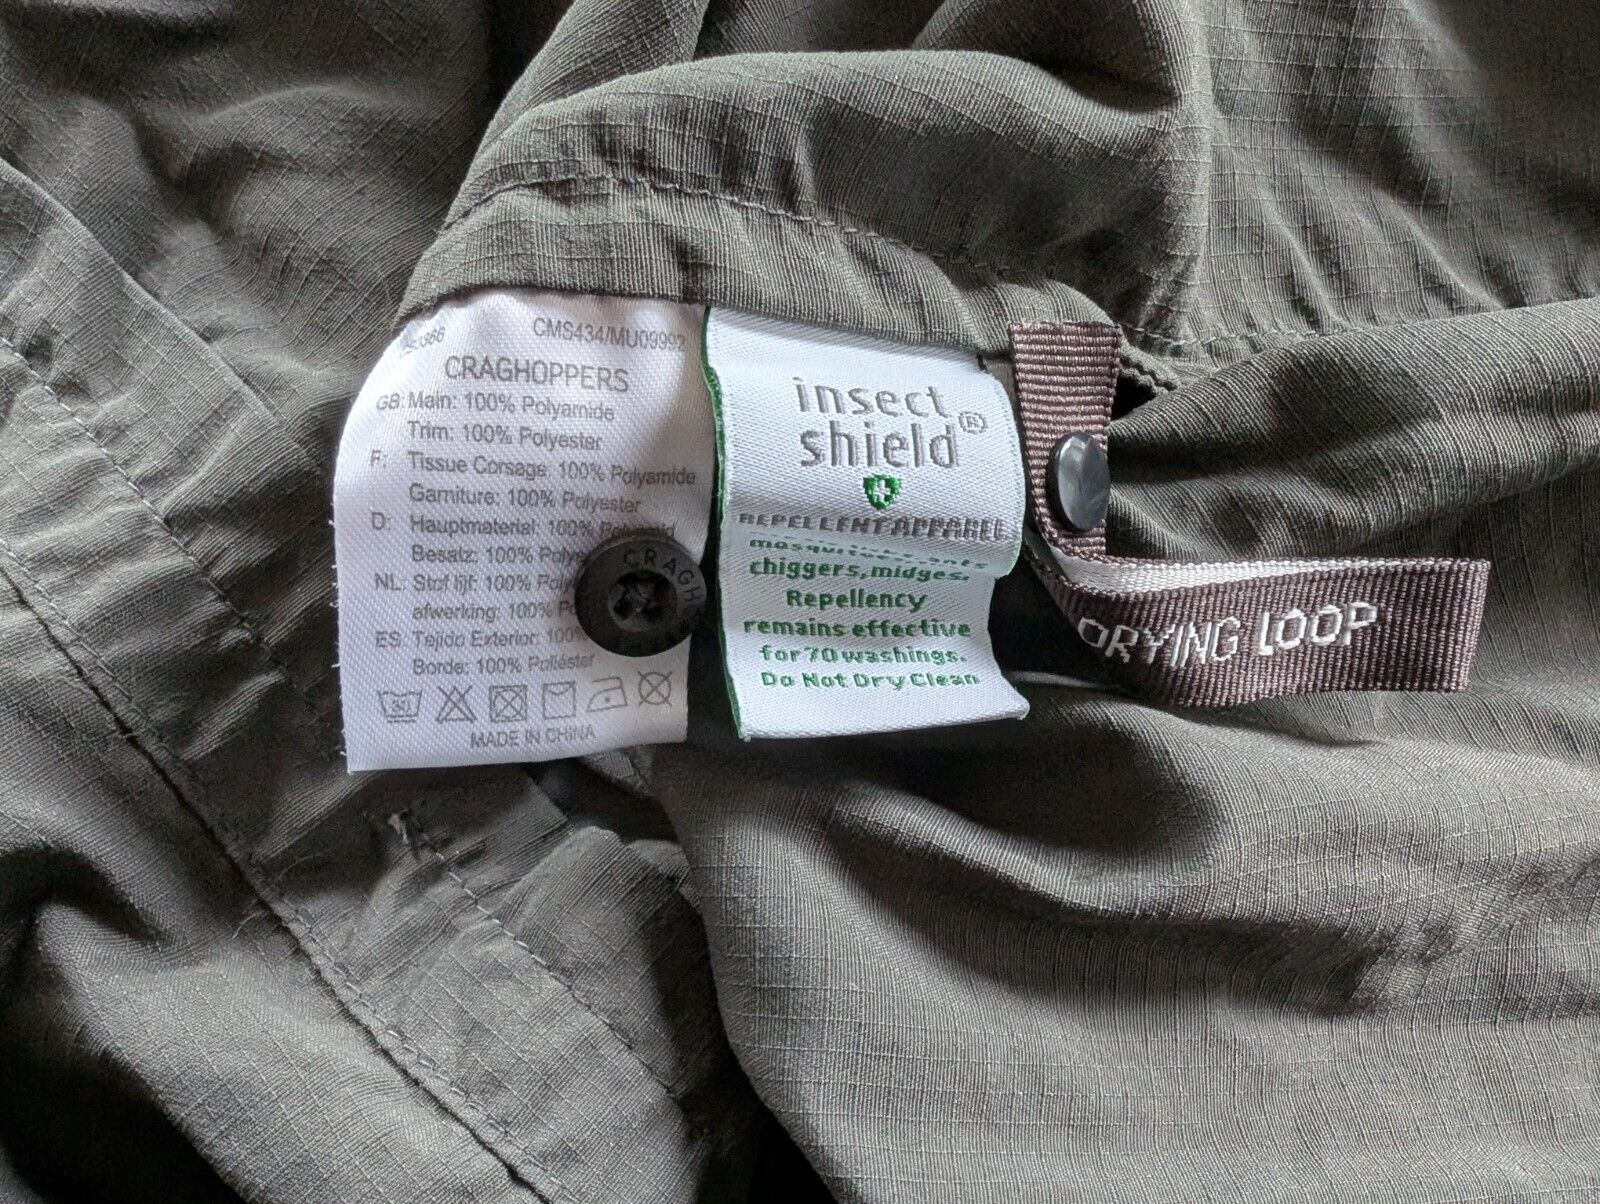 CMS434/MU09992
CRAGHOPPERS
GB: Main: 100% Polyamide
Trim: 100% Polyester
F: Tissue Corsage: 100% Polyamide
Garniture: 100% Polyester
D: Hauptmaterial: 100%
Besatz: 100%
NL: Stof lijf: 100%
afwerking: 100%
ES: Tejido Exterior: 100%
Borde: 100% Poliéster
30
MADE IN CHINA
CRAGH
insect
shield®
REPELLENT APPAREL
chiggers, midges.
Repellency
remains effective
for 70 washings.
Do Not Dry Clean
DRYING LOOP